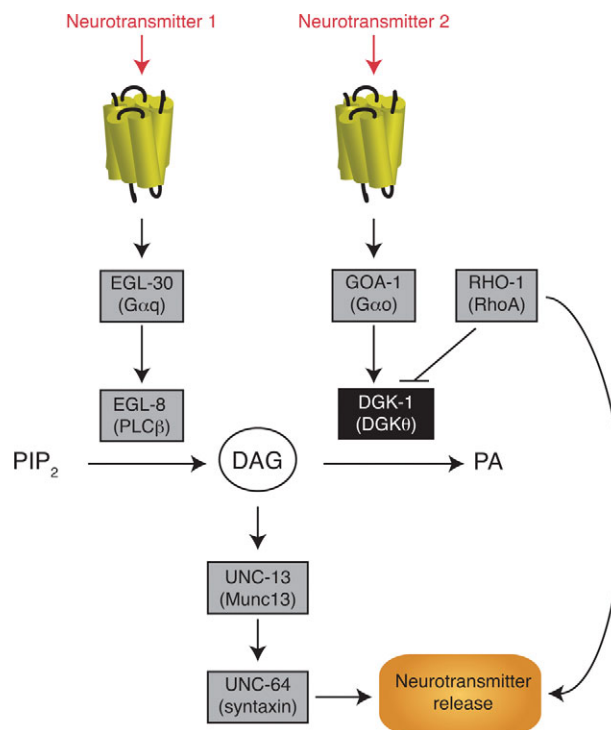 Neurotransmitter 1
Neurotransmitter 2
EGL-30
(Gαq)
GOA-1
(Gαo)
RHO-1
(RhoA)
EGL-8
(PLCβ)
DGK-1
(DGKθ)
PIP₂
DAG
PA
UNC-13
(Munc13)
UNC-64
(syntaxin)
Neurotransmitter
release